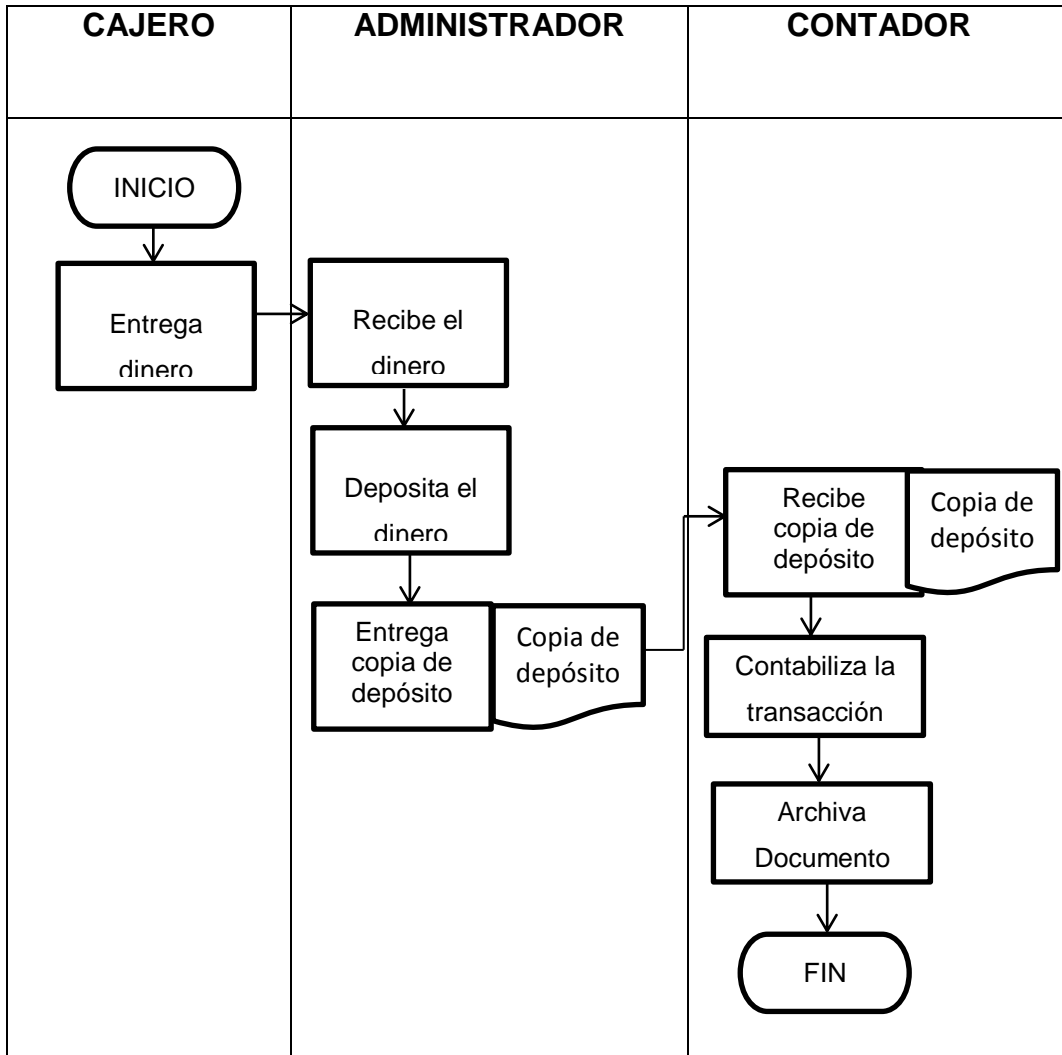 CAJERO
ADMINISTRADOR
CONTADOR
INICIO
Entrega
dinero
Recibe el
dinero
Deposita el
dinero
Entrega
copia de
depósito
Copia de
depósito
Recibe
copia de
depósito
Copia de
depósito
Contabiliza la
transacción
Archiva
Documento
FIN